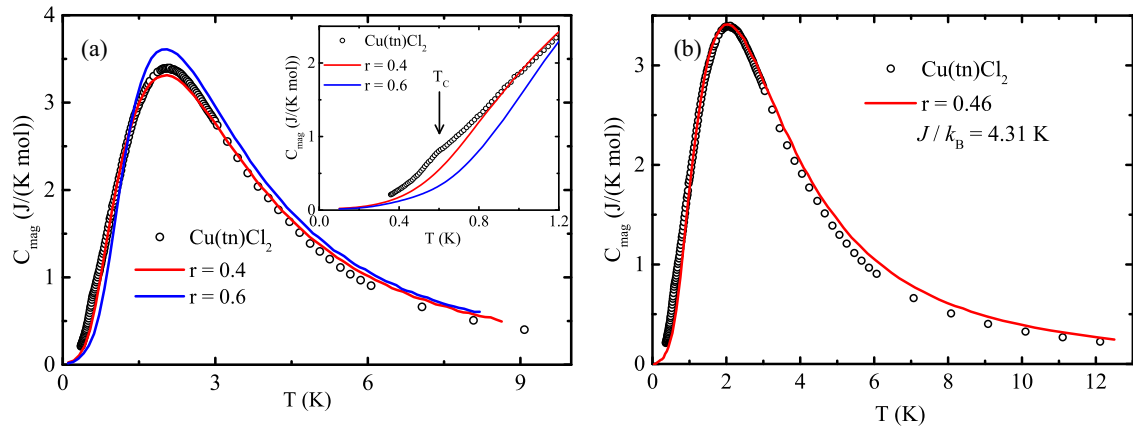 (a)
C_mag (J/(K mol))
4
3
2
1
0
0
3
6
9
T (K)
Cu(tn)Cl₂
r = 0.4
r = 0.6
C_mag (J/(K mol))
2
1
0
0.0
0.4
0.8
1.2
T (K)
Cu(tn)Cl₂
r = 0.4
r = 0.6
T_C
(b)
C_mag (J/(K mol))
3
2
1
0
0
2
4
6
8
10
12
T (K)
Cu(tn)Cl₂
r = 0.46
J / k_B = 4.31 K